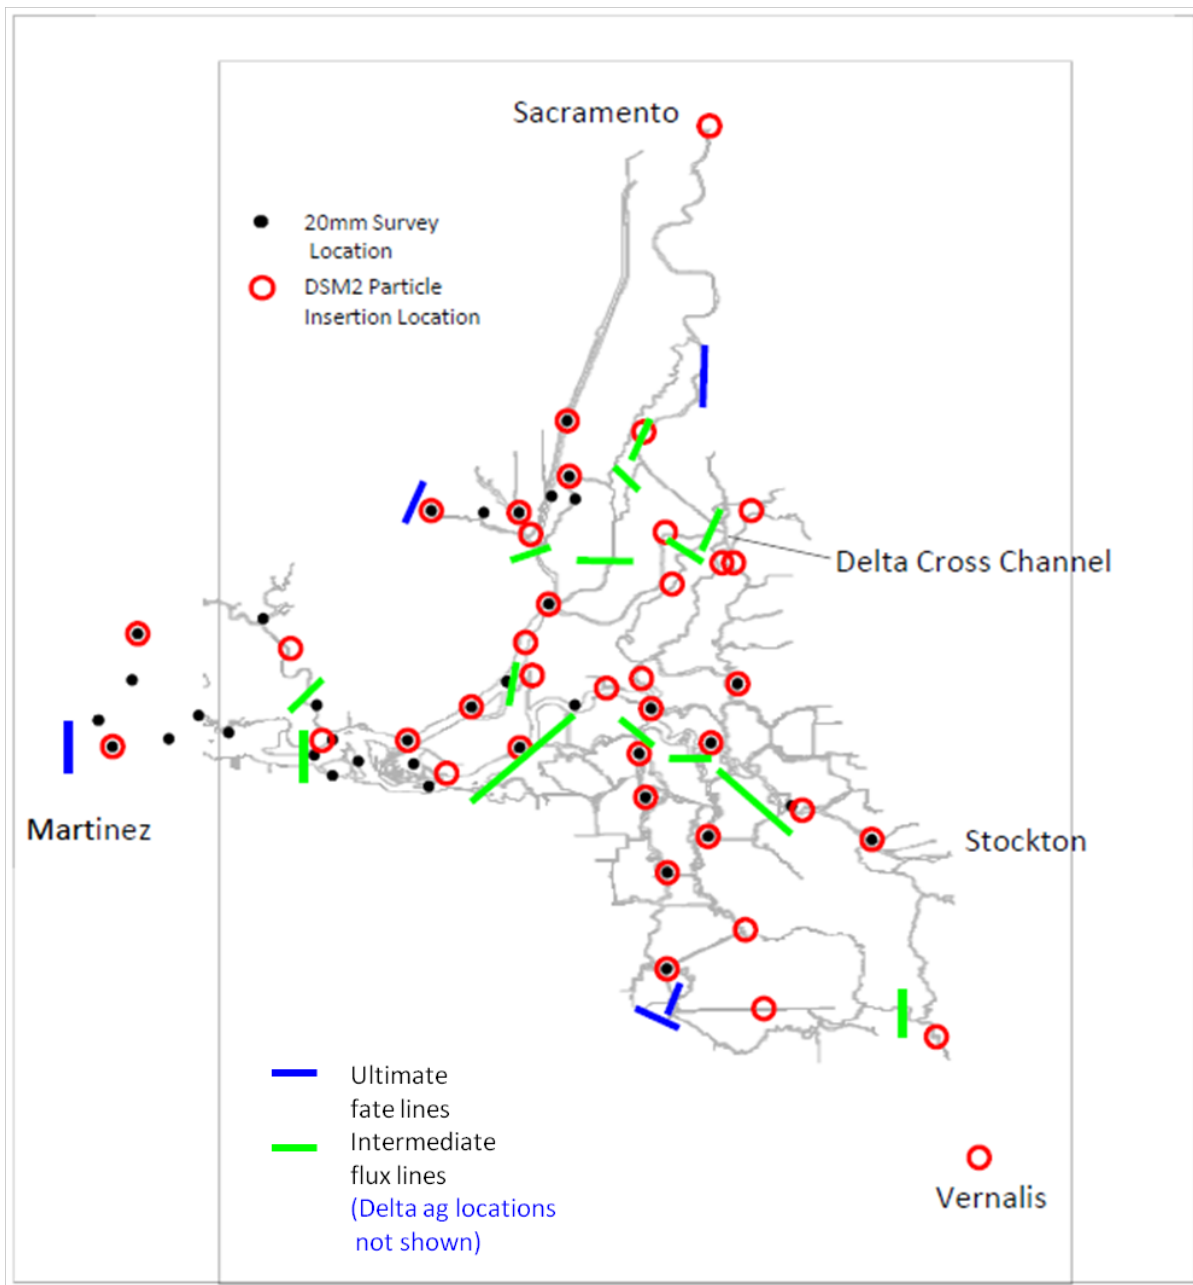 Sacramento
20mm Survey
Location
DSM2 Particle
Insertion Location
Delta Cross Channel
Martinez
Stockton
Ultimate
fate lines
Intermediate
flux lines
(Delta ag locations
not shown)
Vernalis